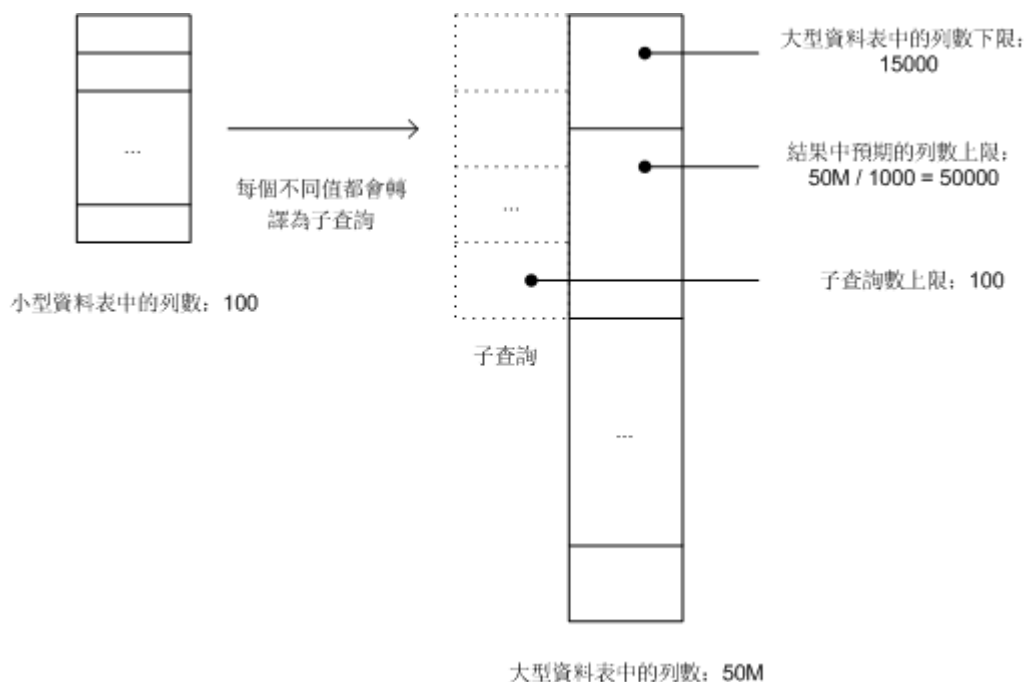 大型資料表中的列數下限：
15000
結果中預期的列數上限：
50M / 1000 = 50000
...
每個不同值都會轉
譯為子查詢
...
子查詢數上限：100
小型資料表中的列數：100
子查詢
...
大型資料表中的列數：50M